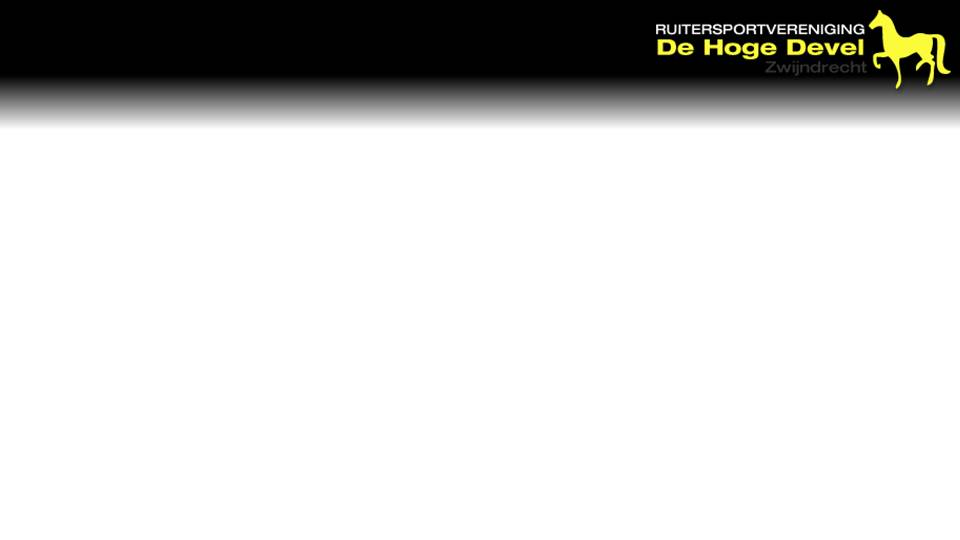 RUITERSPORTVERENIGING
De Hoge Devel
Zwijndrecht